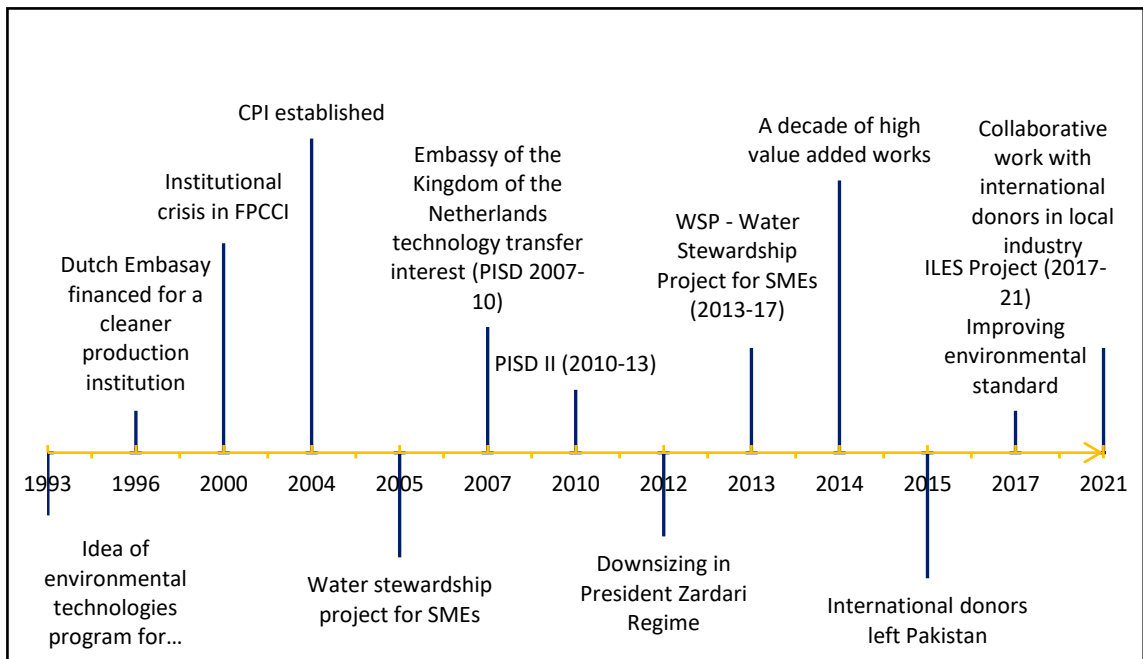 CPI established
Institutional
crisis in FPCCI
Dutch Embasay
financed for a
cleaner
production
institution
Embassy of the
Kingdom of the
Netherlands
technology transfer
interest (PISD 2007-
10)
PISD II (2010-13)
WSP - Water
Stewardship
Project for SMEs
(2013-17)
A decade of high
value added works
Collaborative
work with
international
donors in local
industry
ILES Project (2017-
21)
Improving
environmental
standard
1993 1996 2000 2004 2005 2007 2010 2012 2013 2014 2015 2017 2021
Idea of
environmental
technologies
program for…
Water stewardship
project for SMEs
Downsizing in
President Zardari
Regime
International donors
left Pakistan